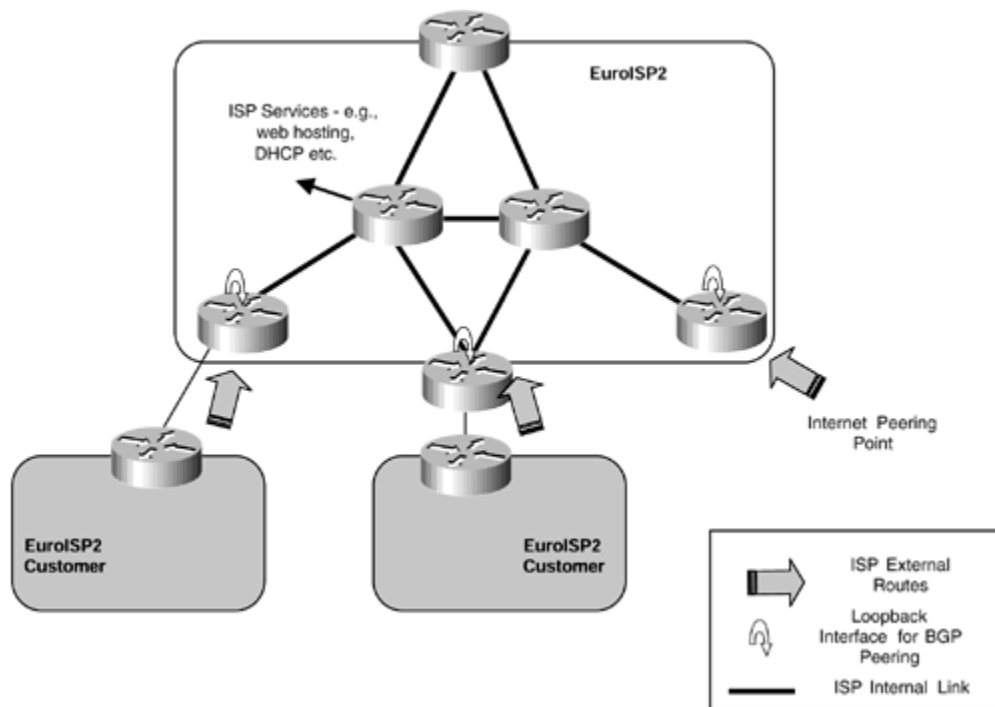 EuroISP2
ISP Services - e.g.,
web hosting,
DHCP etc.
Internet Peering
Point
EuroISP2
Customer
EuroISP2
Customer
ISP External
Routes
Loopback
Interface for BGP
Peering
ISP Internal Link